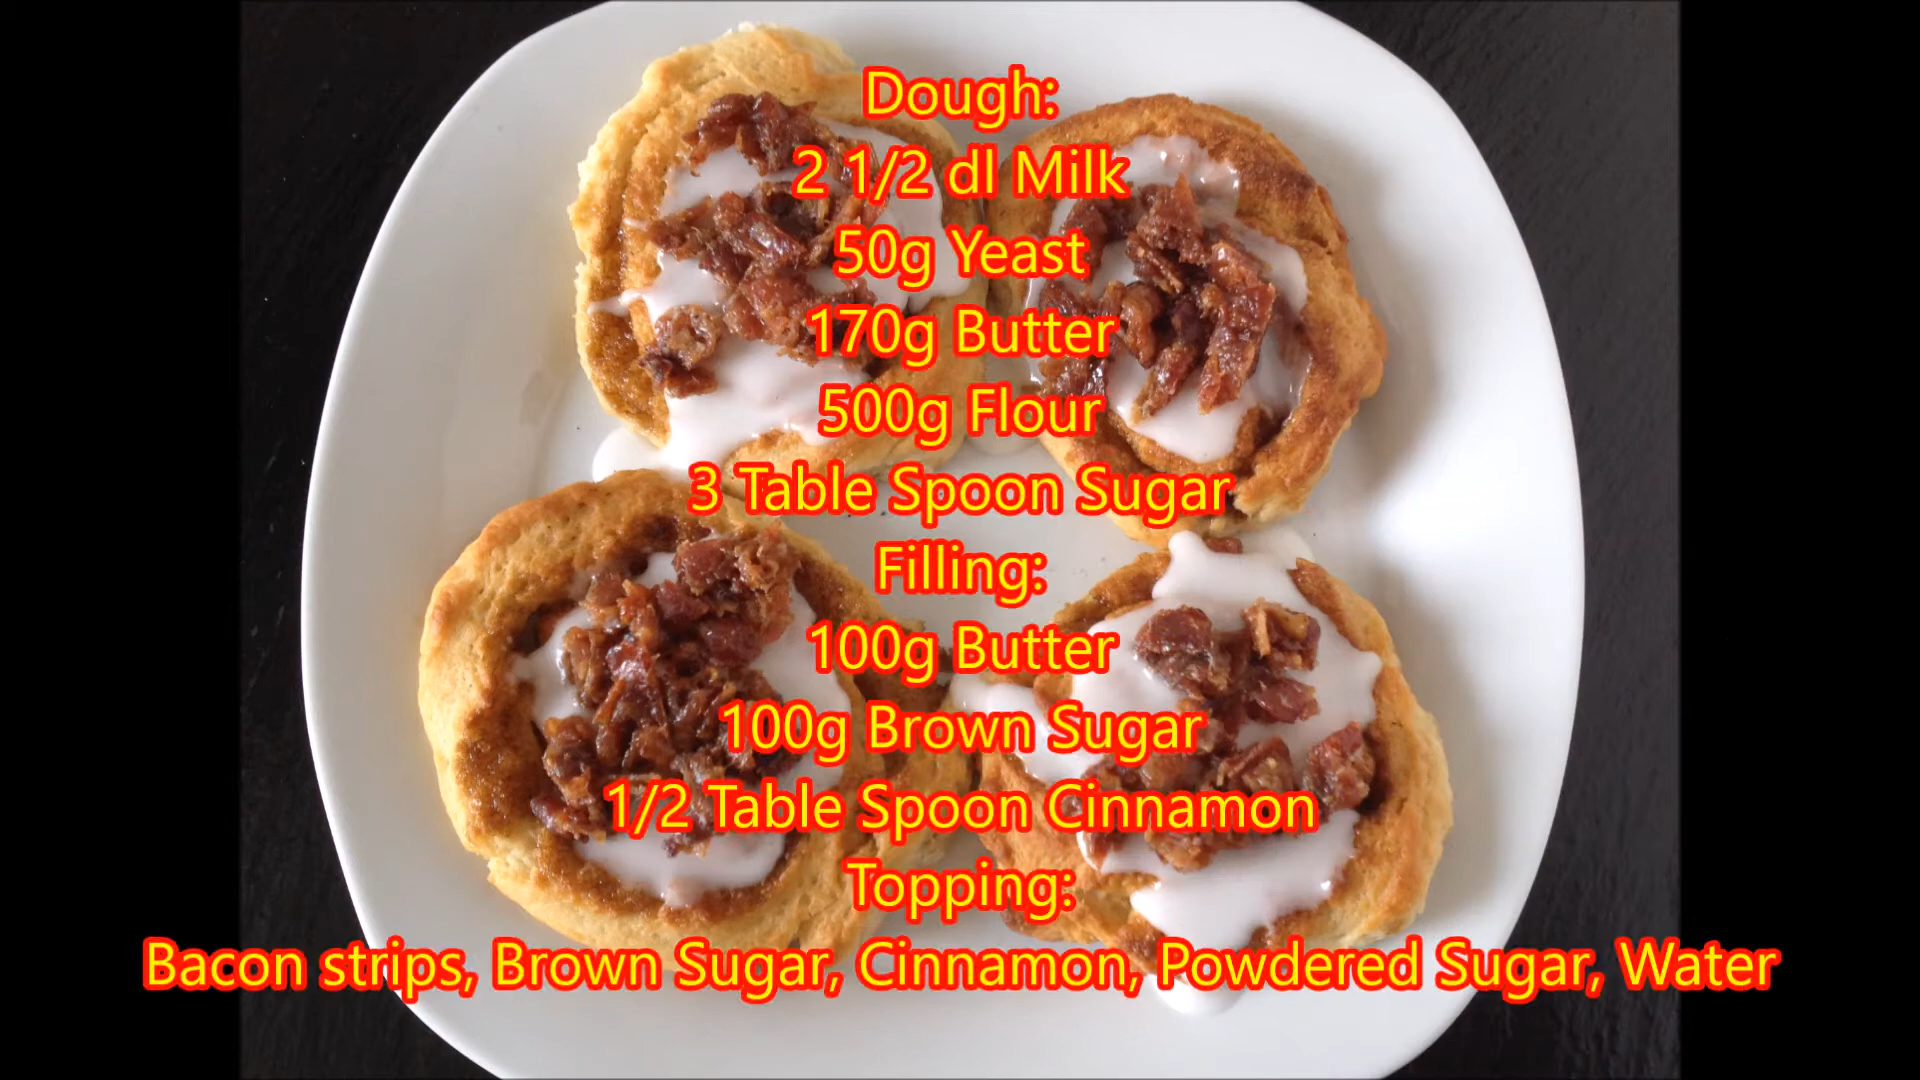 Dough:
2 1/2 dl Milk
50g Yeast
170g Butter
500g Flour
3 Table Spoon Sugar
Filling:
100g Butter
100g Brown Sugar
1/2 Table Spoon Cinnamon
Topping:
Bacon strips, Brown Sugar, Cinnamon, Powdered Sugar, Water